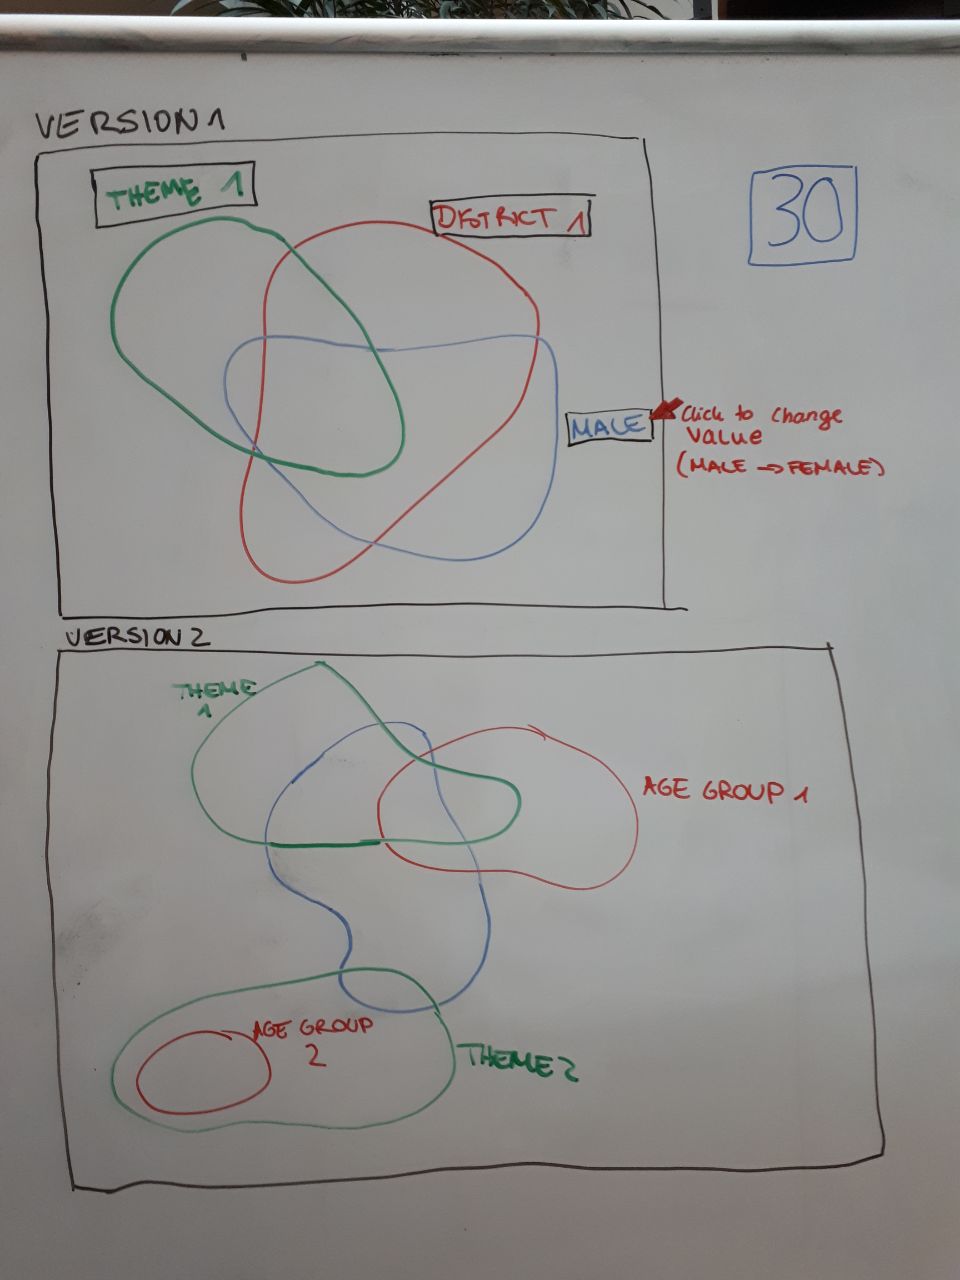 VERSION 1
THEME 1
DISTRICT 1
30
MALE
Click to change
value
(MALE → FEMALE)
VERSION 2
THEME
1
AGE GROUP 1
AGE GROUP
2
THEME 2